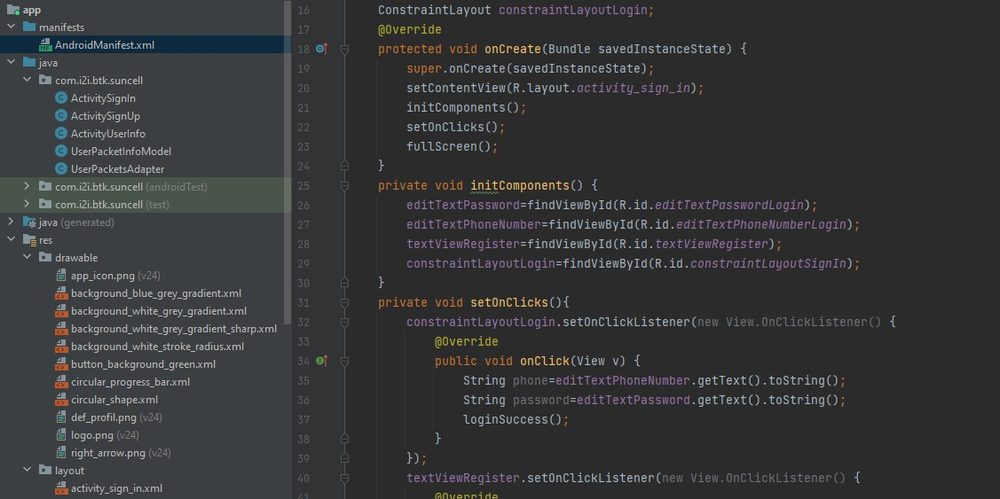 app
manifests
AndroidManifest.xml
java
com.i2i.btk.suncell
ActivitySignIn
ActivitySignUp
ActivityUserInfo
UserPacketInfoModel
UserPacketsAdapter
com.i2i.btk.suncell (androidTest)
com.i2i.btk.suncell (test)
java (generated)
res
drawable
app_icon.png (v24)
background_blue_grey_gradient.xml
background_white_grey_gradient.xml
background_white_grey_gradient_sharp.xml
background_white_stroke_radius.xml
button_background_green.xml
circular_progress_bar.xml
circular_shape.xml
def_profil.png (v24)
logo.png (v24)
right_arrow.png (v24)
layout
activity_sign_in.xml
16 ConstraintLayout constraintLayoutLogin;
17 @Override
18 protected void onCreate(Bundle savedInstanceState) {
19 super.onCreate(savedInstanceState);
20 setContentView(R.layout.activity_sign_in);
21 initComponents();
22 setOnClicks();
23 fullScreen();
24 }
25 private void initComponents() {
26 editTextPassword=findViewById(R.id.editTextPasswordLogin);
27 editTextPhoneNumber=findViewById(R.id.editTextPhoneNumberLogin);
28 textViewRegister=findViewById(R.id.textViewRegister);
29 constraintLayoutLogin=findViewById(R.id.constraintLayoutSignIn);
30 }
31 private void setOnClicks(){
32 constraintLayoutLogin.setOnClickListener(new View.OnClickListener() {
33 @Override
34 public void onClick(View v) {
35 String phone=editTextPhoneNumber.getText().toString();
36 String password=editTextPassword.getText().toString();
37 loginSuccess();
38 }
39 });
40 textViewRegister.setOnClickListener(new View.OnClickListener() {
41 @Override